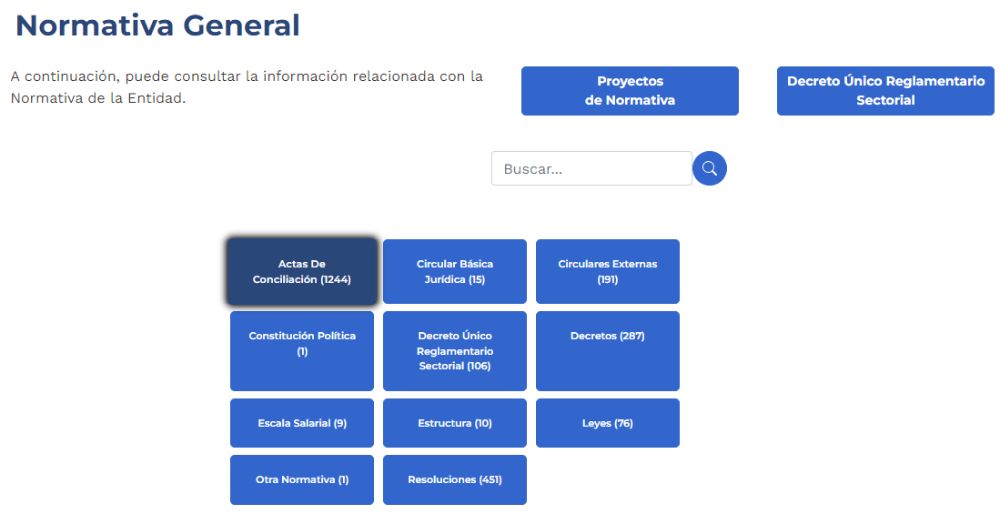 Normativa General
A continuación, puede consultar la información relacionada con la
Normativa de la Entidad.
Proyectos
de Normativa
Decreto Único Reglamentario
Sectorial
Buscar...
Actas De
Conciliación (1244)
Circular Básica
Jurídica (15)
Circulares Externas
(191)
Constitución Política
(1)
Decreto Único
Reglamentario
Sectorial (106)
Decretos (287)
Escala Salarial (9)
Estructura (10)
Leyes (76)
Otra Normativa (1)
Resoluciones (451)